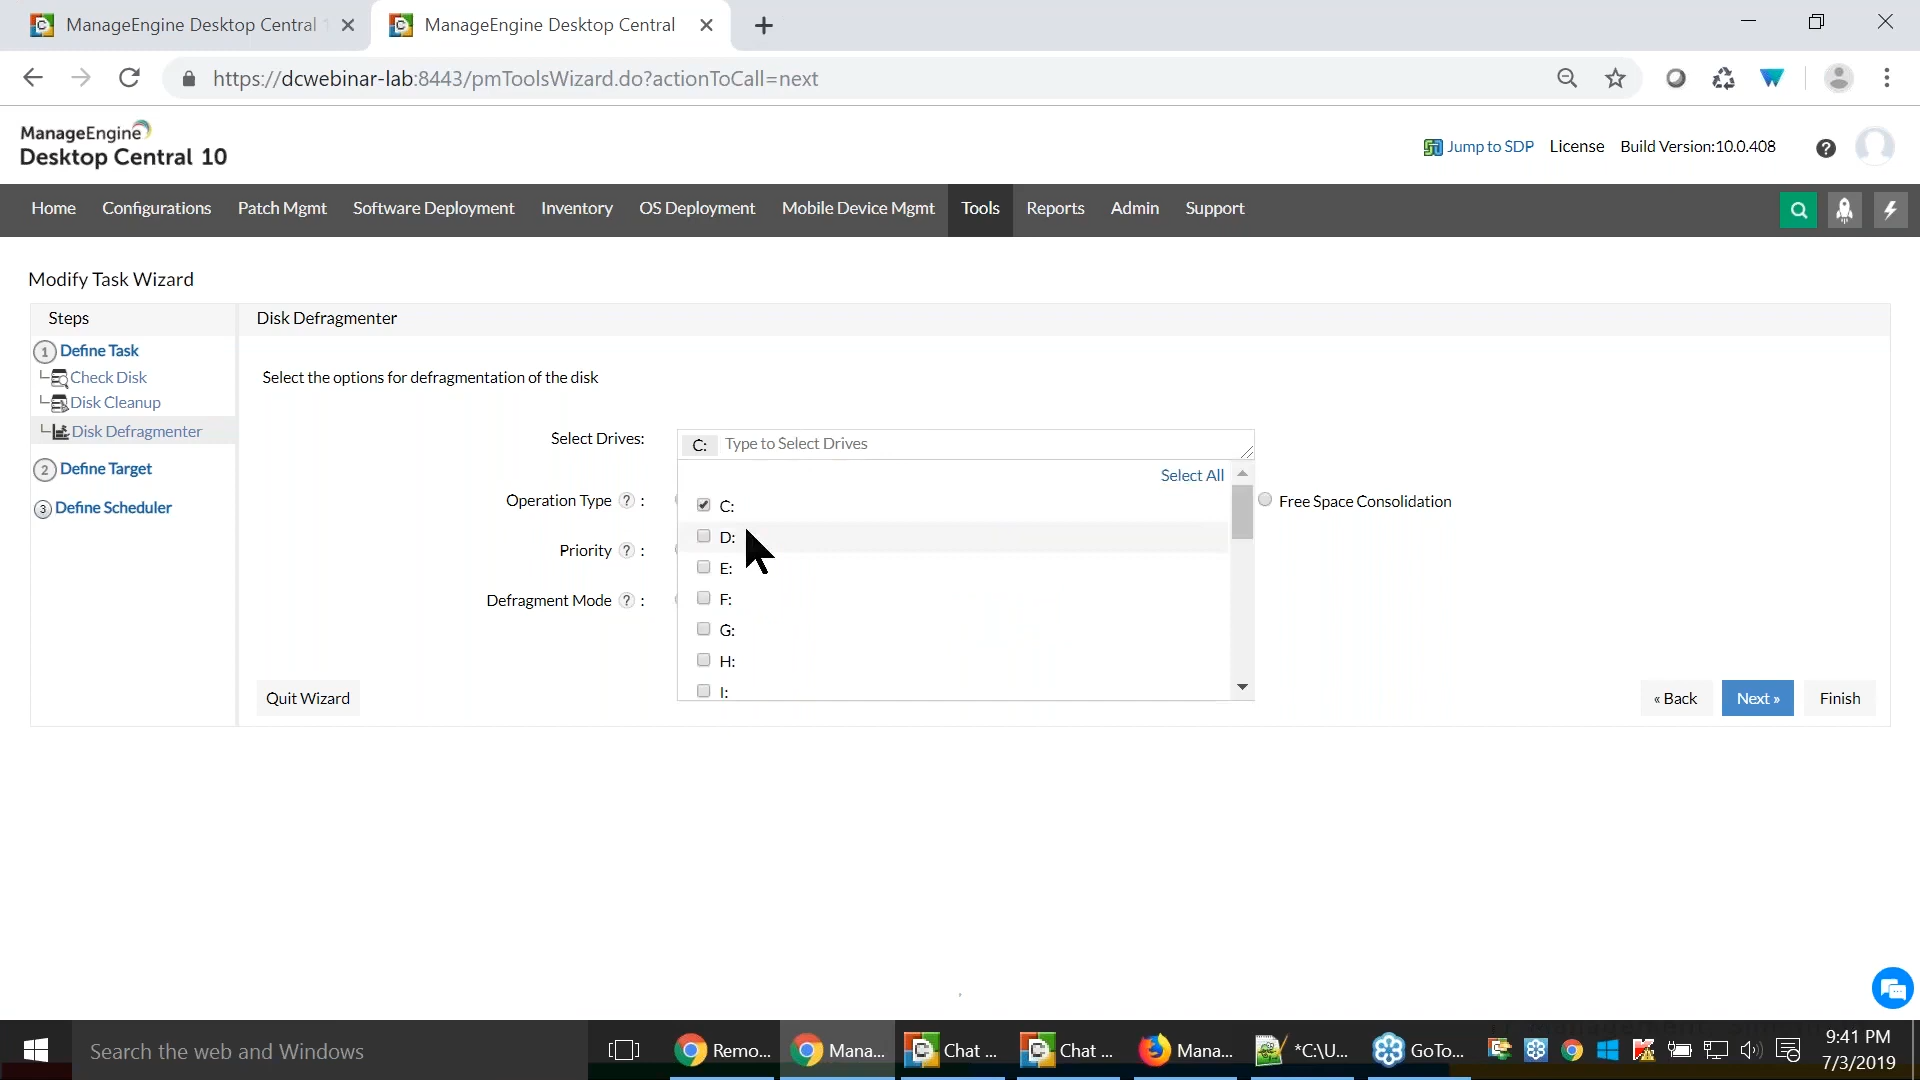 ManageEngine Desktop Central 1
ManageEngine Desktop Central
https://dcwebinar-lab:8443/pmToolsWizard.do?actionToCall=next
ManageEngine
Desktop Central 10
Jump to SDP License Build Version:10.0.408
Home Configurations Patch Mgmt Software Deployment Inventory OS Deployment Mobile Device Mgmt Tools Reports Admin Support
Modify Task Wizard
Steps
Disk Defragmenter
1 Define Task
Check Disk
Disk Cleanup
Disk Defragmenter
2 Define Target
3 Define Scheduler
Select the options for defragmentation of the disk
Select Drives:
C: Type to Select Drives
Select All
Operation Type ? :
Free Space Consolidation
Priority ? :
Defragment Mode ? :
C:
D:
E:
F:
G:
H:
I:
Quit Wizard
« Back Next » Finish
Search the web and Windows
Remo...
Mana...
Chat ...
Chat ...
Mana...
*C:\U...
GoTo...
9:41 PM
7/3/2019